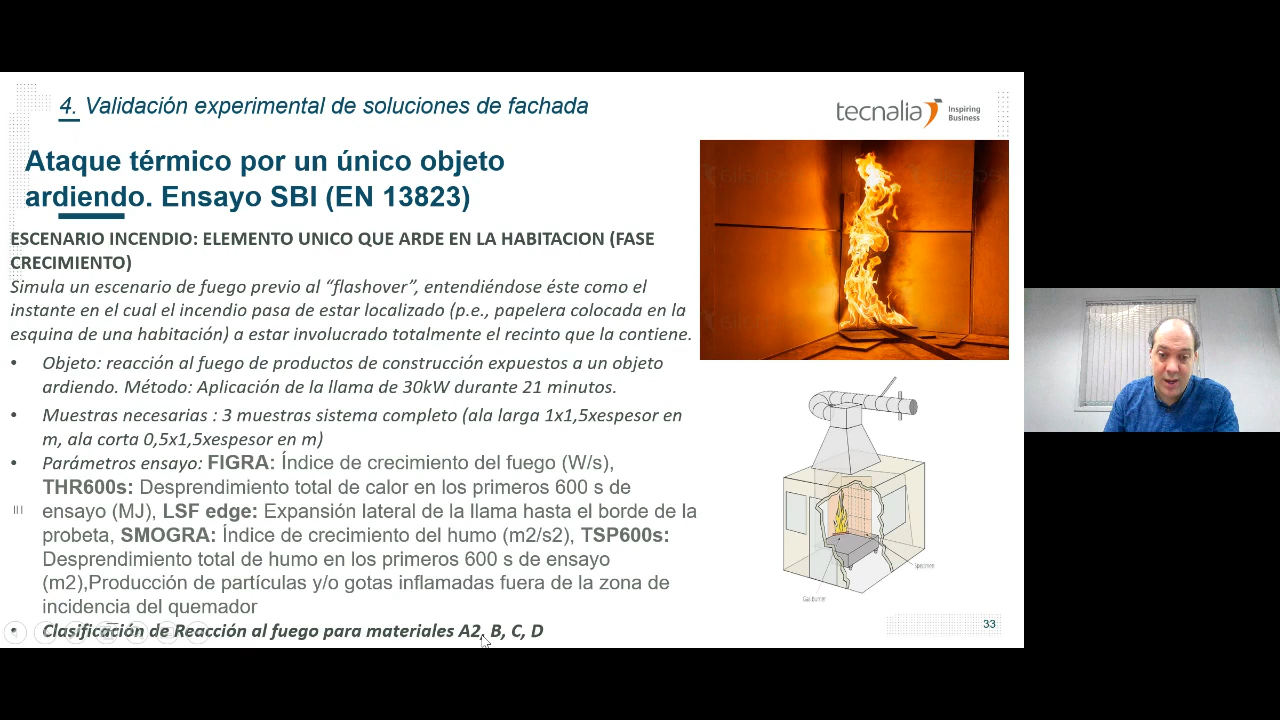 4. Validación experimental de soluciones de fachada
tecnalia Inspiring
Business
Ataque térmico por un único objeto
ardiendo. Ensayo SBI (EN 13823)
ESCENARIO INCENDIO: ELEMENTO UNICO QUE ARDE EN LA HABITACION (FASE
CRECIMIENTO)
Simula un escenario de fuego previo al “flashover”, entendiéndose éste como el
instante en el cual el incendio pasa de estar localizado (p.e., papelera colocada en la
esquina de una habitación) a estar involucrado totalmente el recinto que la contiene.
• Objeto: reacción al fuego de productos de construcción expuestos a un objeto
ardiendo. Método: Aplicación de la llama de 30kW durante 21 minutos.
• Muestras necesarias : 3 muestras sistema completo (ala larga 1x1,5xespesor en
m, ala corta 0,5x1,5xespesor en m)
• Parámetros ensayo: FIGRA: Índice de crecimiento del fuego (W/s),
THR600s: Desprendimiento total de calor en los primeros 600 s de
ensayo (MJ), LSF edge: Expansión lateral de la llama hasta el borde de la
probeta, SMOGRA: Índice de crecimiento del humo (m2/s2), TSP600s:
Desprendimiento total de humo en los primeros 600 s de ensayo
(m2),Producción de partículas y/o gotas inflamadas fuera de la zona de
incidencia del quemador
• Clasificación de Reacción al fuego para materiales A2, B, C, D
Specimen
Gas burner
33